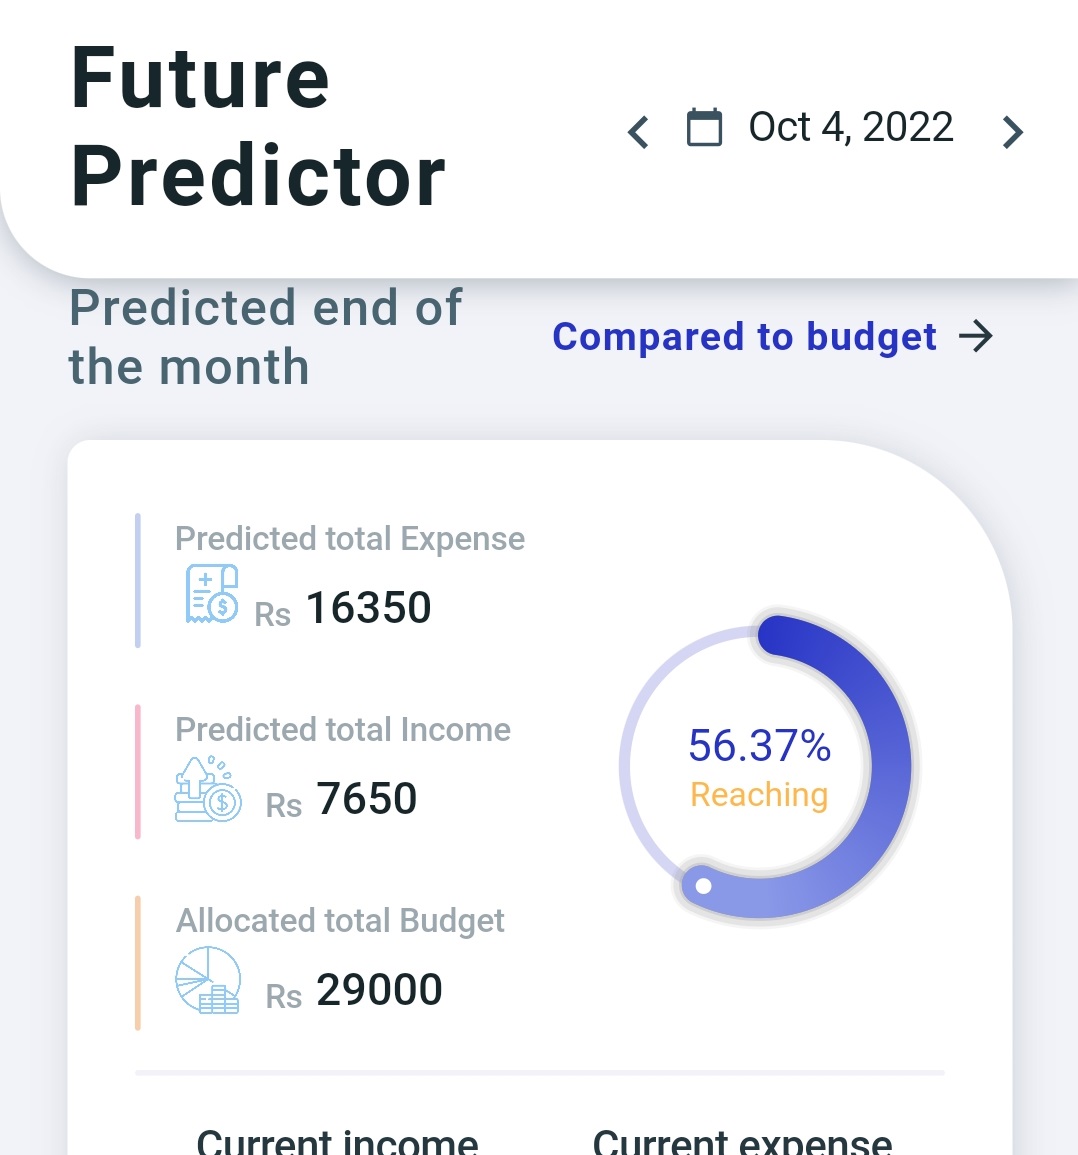 Future
Predictor
Oct 4, 2022
Predicted end of
the month
Compared to budget
Predicted total Expense
Rs 16350
Predicted total Income
Rs 7650
Allocated total Budget
Rs 29000
56.37%
Reaching
Current income
Current expense